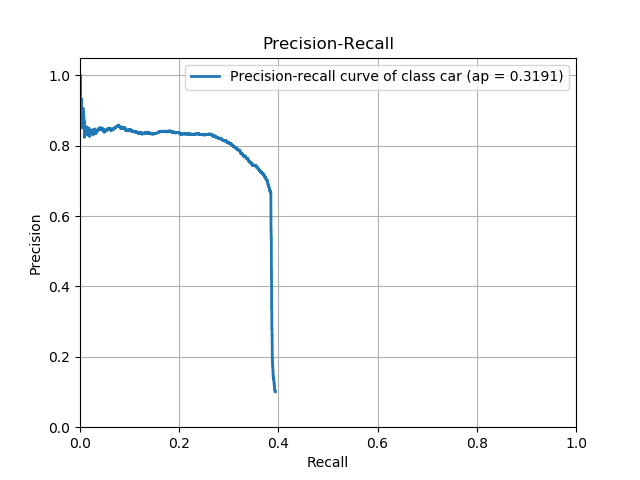 Precision-Recall
Precision-recall curve of class car (ap = 0.3191)
1.0
0.8
0.6
0.4
0.2
0.0
Precision
0.0 0.2 0.4 0.6 0.8 1.0
Recall